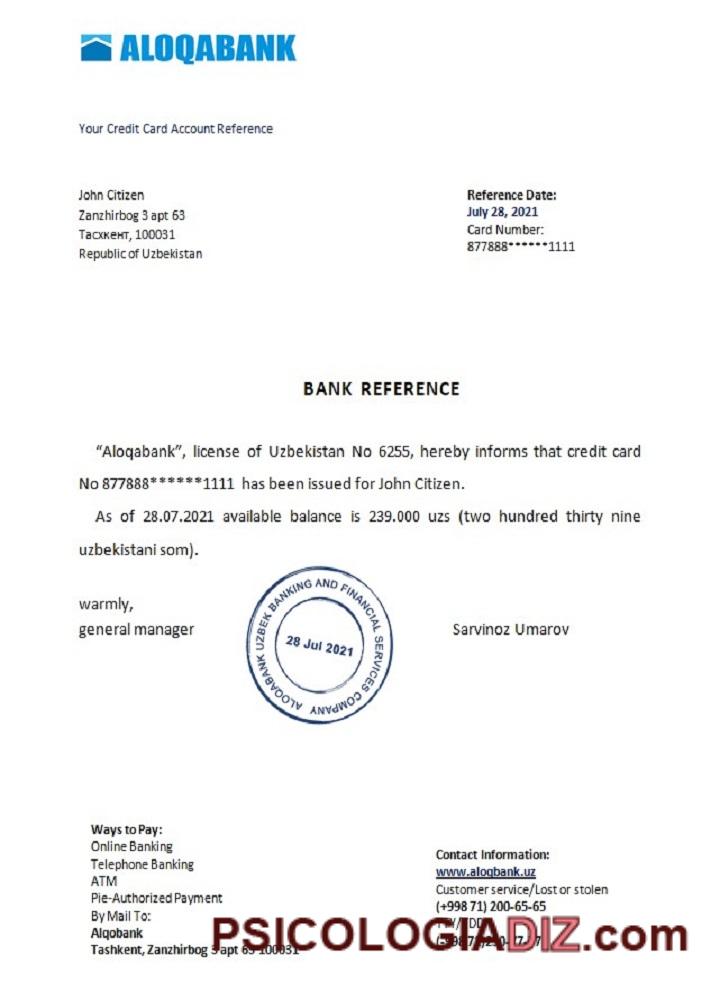 ALOQABANK
Your Credit Card Account Reference
John Citizen
Zanzhirbog 3 apt 63
Тасхкент, 100031
Republic of Uzbekistan
Reference Date:
July 28, 2021
Card Number:
877888******1111
BANK REFERENCE
“Aloqabank”, license of Uzbekistan No 6255, hereby informs that credit card
No 877888******1111 has been issued for John Citizen.
As of 28.07.2021 available balance is 239.000 uzs (two hundred thirty nine
uzbekistani som).
warmly,
general manager
ALOQABANK UZBEK BANKING AND FINANCIAL SERVICES COMPANY
28 Jul 2021
Sarvinoz Umarov
Ways to Pay:
Online Banking
Telephone Banking
ATM
Pie-Authorized Payment
By Mail To:
Alqobank
Tashkent, Zanzhirbog 3 apt 63 100031
Contact Information:
www.aloqbank.uz
Customer service/Lost or stolen
(+998 71) 200-65-65
PSICOLOGIADIZ.com